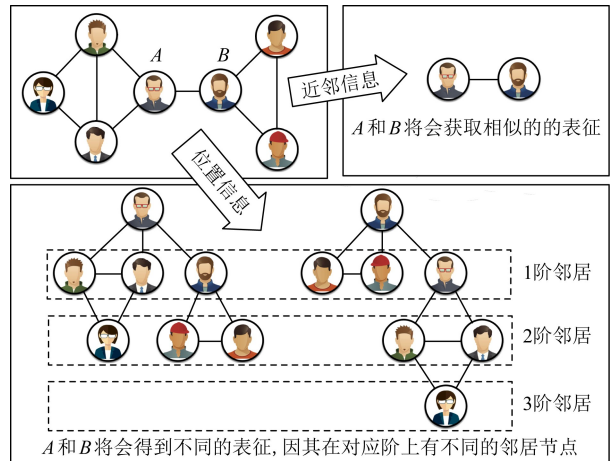 A
B
近邻信息
A和B将会获取相似的的表征
位置信息
1阶邻居
2阶邻居
3阶邻居
A和B将会得到不同的表征,因其在对应阶上有不同的邻居节点